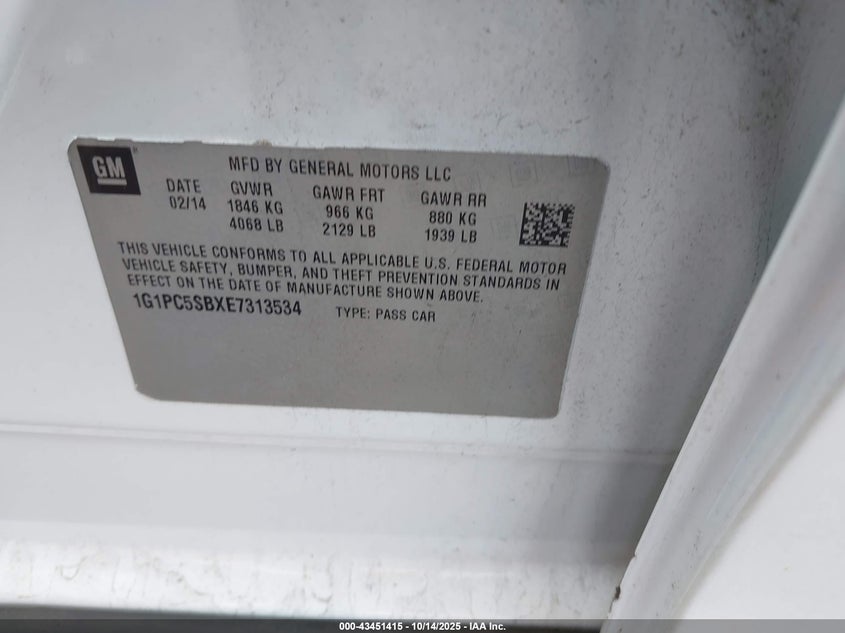 GM
MFD BY GENERAL MOTORS LLC
DATE GVWR GAWR FRT GAWR RR
02/14 1846 KG 966 KG 880 KG
4068 LB 2129 LB 1939 LB
THIS VEHICLE CONFORMS TO ALL APPLICABLE U.S. FEDERAL MOTOR
VEHICLE SAFETY, BUMPER, AND THEFT PREVENTION STANDARDS IN
EFFECT ON THE DATE OF MANUFACTURE SHOWN ABOVE.
1G1PC5SBXE7313534 TYPE: PASS CAR
000-43451415 | 10/14/2025 | IAA Inc.